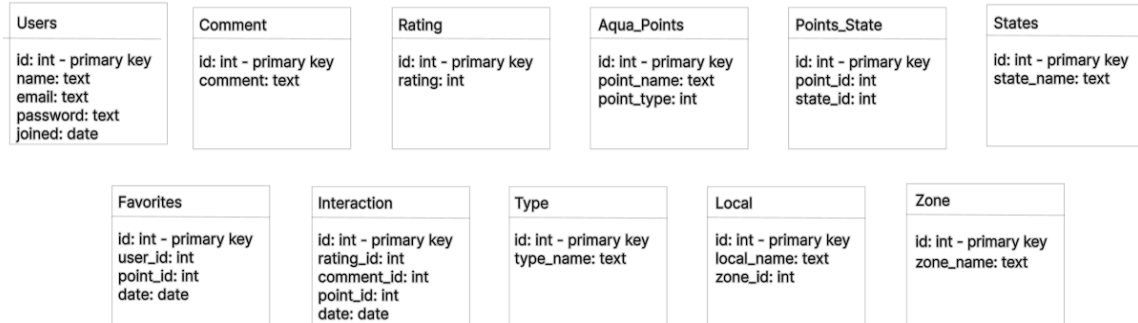 Users
id: int - primary key
name: text
email: text
password: text
joined: date
Comment
id: int - primary key
comment: text
Rating
id: int - primary key
rating: int
Aqua_Points
id: int - primary key
point_name: text
point_type: int
Points_State
id: int - primary key
point_id: int
state_id: int
States
id: int - primary key
state_name: text
Favorites
id: int - primary key
user_id: int
point_id: int
date: date
Interaction
id: int - primary key
rating_id: int
comment_id: int
point_id: int
date: date
Type
id: int - primary key
type_name: text
Local
id: int - primary key
local_name: text
zone_id: int
Zone
id: int - primary key
zone_name: text